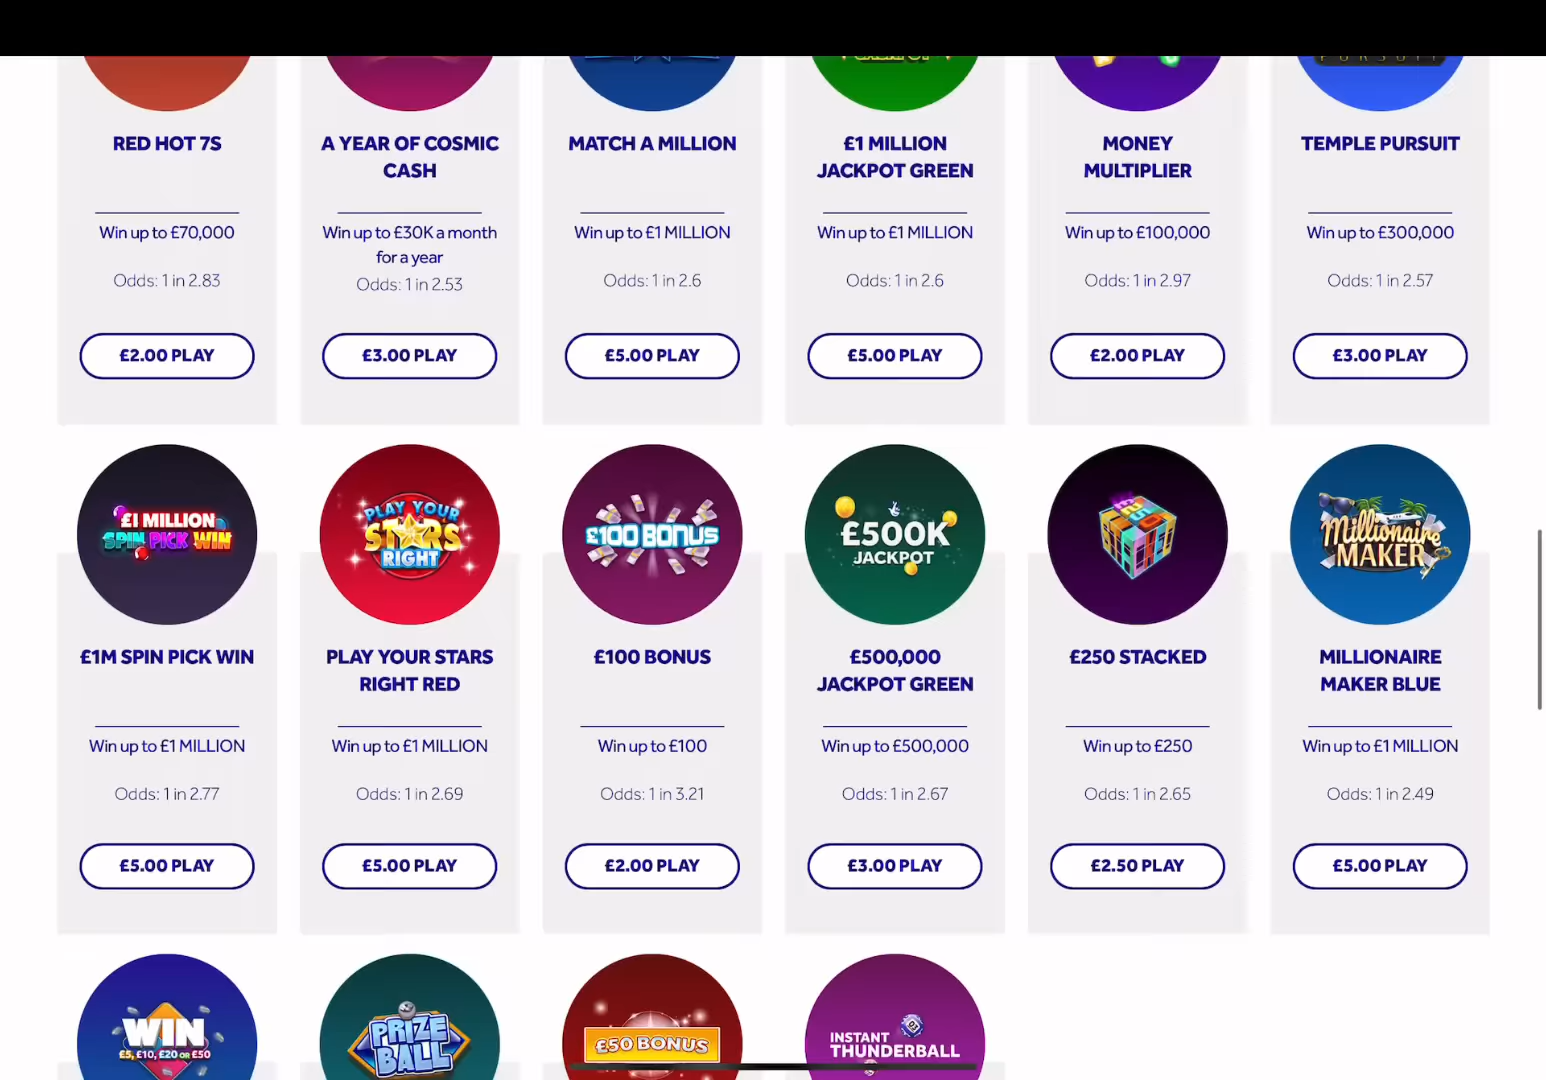 PURSUIT
RED HOT 7S
A YEAR OF COSMIC
CASH
MATCH A MILLION
£1 MILLION
JACKPOT GREEN
MONEY
MULTIPLIER
TEMPLE PURSUIT
Win up to £70,000
Win up to £30K a month
for a year
Win up to £1 MILLION
Win up to £1 MILLION
Win up to £100,000
Win up to £300,000
Odds: 1 in 2.83
Odds: 1 in 2.53
Odds: 1 in 2.6
Odds: 1 in 2.6
Odds: 1 in 2.97
Odds: 1 in 2.57
£2.00 PLAY
£3.00 PLAY
£5.00 PLAY
£5.00 PLAY
£2.00 PLAY
£3.00 PLAY
£1 MILLION
SPIN PICK WIN
PLAY YOUR
STARS
RIGHT
£100 BONUS
£500K
JACKPOT
£250
Millionaire
MAKER
£1M SPIN PICK WIN
PLAY YOUR STARS
RIGHT RED
£100 BONUS
£500,000
JACKPOT GREEN
£250 STACKED
MILLIONAIRE
MAKER BLUE
Win up to £1 MILLION
Win up to £1 MILLION
Win up to £100
Win up to £500,000
Win up to £250
Win up to £1 MILLION
Odds: 1 in 2.77
Odds: 1 in 2.69
Odds: 1 in 3.21
Odds: 1 in 2.67
Odds: 1 in 2.65
Odds: 1 in 2.49
£5.00 PLAY
£5.00 PLAY
£2.00 PLAY
£3.00 PLAY
£2.50 PLAY
£5.00 PLAY
WIN
£5, £10, £20 OR £50
PRIZE
BALL
£50 BONUS
INSTANT
THUNDERBALL